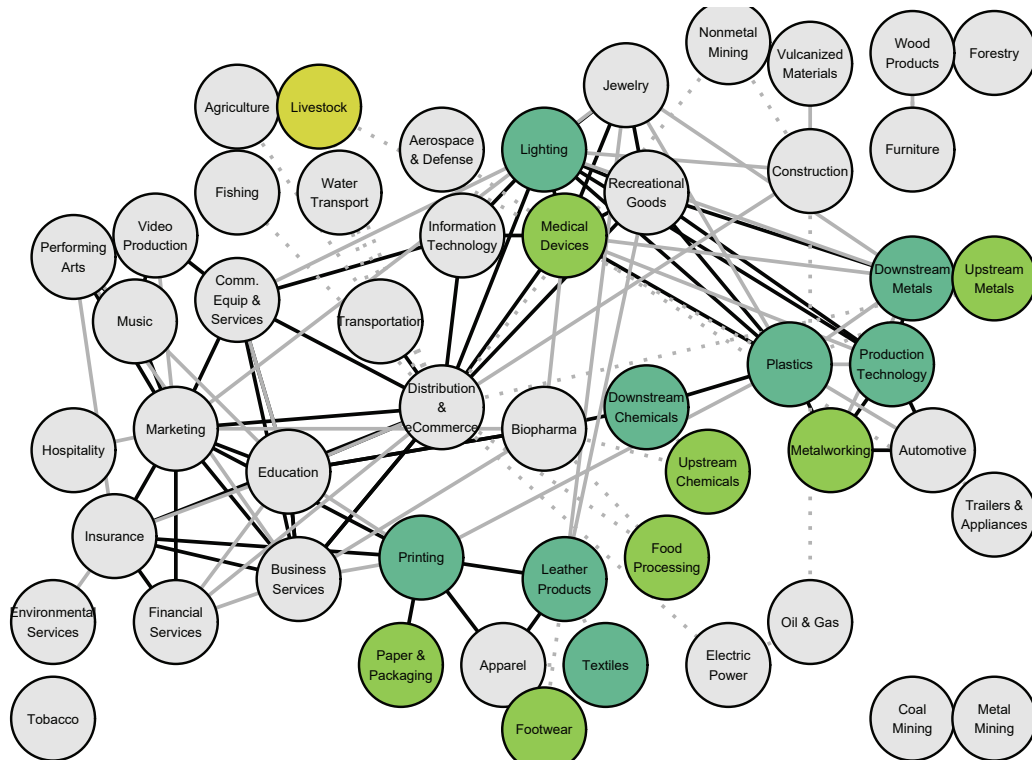 Nonmetal
Mining
Vulcanized
Materials
Wood
Products
Forestry
Jewelry
Agriculture
Livestock
Aerospace
& Defense
Lighting
Furniture
Construction
Fishing
Water
Transport
Recreational
Goods
Information
Technology
Medical
Devices
Video
Production
Performing
Arts
Comm.
Equip &
Services
Downstream
Metals
Upstream
Metals
Music
Transportation
Plastics
Production
Technology
Distribution &
eCommerce
Downstream
Chemicals
Marketing
Biopharma
Hospitality
Education
Upstream
Chemicals
Metalworking
Automotive
Trailers &
Appliances
Insurance
Printing
Food
Processing
Business
Services
Leather
Products
Environmental
Services
Financial
Services
Oil & Gas
Paper &
Packaging
Apparel
Textiles
Electric
Power
Tobacco
Footwear
Coal
Mining
Metal
Mining